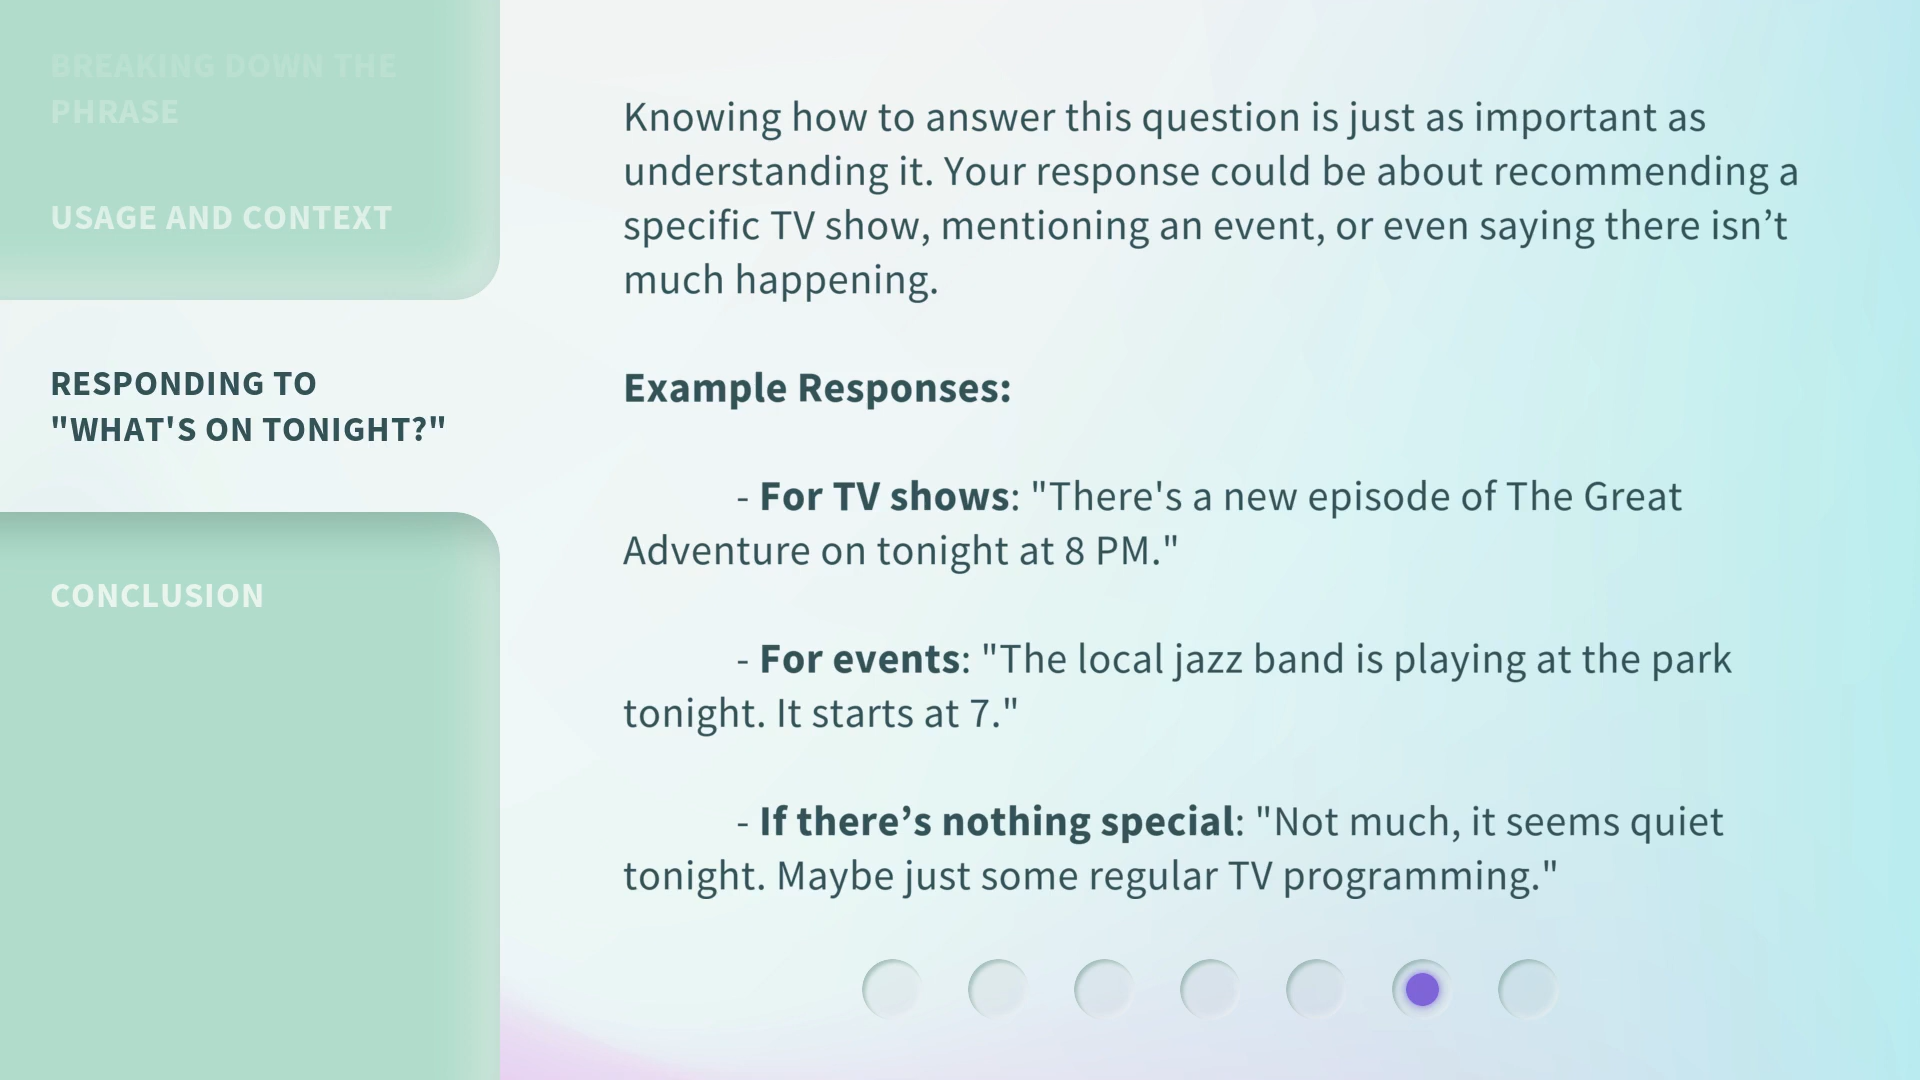 BREAKING DOWN THE
PHRASE
USAGE AND CONTEXT
RESPONDING TO
"WHAT'S ON TONIGHT?"
CONCLUSION
Knowing how to answer this question is just as important as
understanding it. Your response could be about recommending a
specific TV show, mentioning an event, or even saying there isn’t
much happening.
Example Responses:
- For TV shows: "There's a new episode of The Great
Adventure on tonight at 8 PM."
- For events: "The local jazz band is playing at the park
tonight. It starts at 7."
- If there’s nothing special: "Not much, it seems quiet
tonight. Maybe just some regular TV programming."